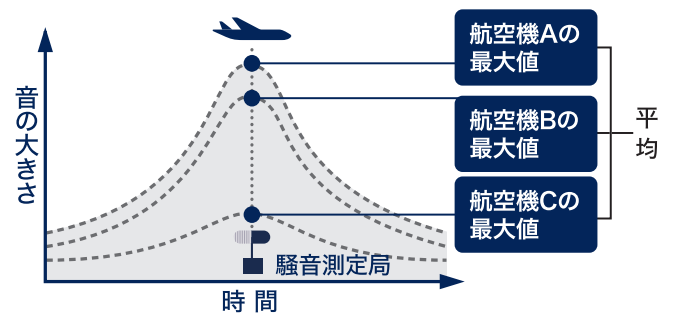 航空機Aの
最大値
航空機Bの
最大値
航空機Cの
最大値
平均
音の大きさ
騒音測定局
時間